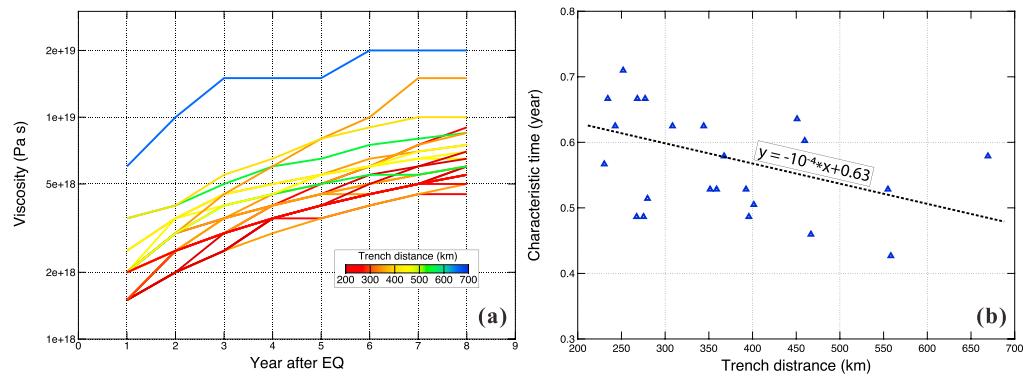 2e+19
1e+19
5e+18
2e+18
1e+18
Viscosity (Pa s)
0 1 2 3 4 5 6 7 8 9
Year after EQ
Trench distance (km)
200 300 400 500 600 700
(a)
0.8
0.7
0.6
0.5
0.4
0.3
Characteristic time (year)
y = -10⁻⁴*x+0.63
200 250 300 350 400 450 500 550 600 650 700
Trench distrance (km)
(b)